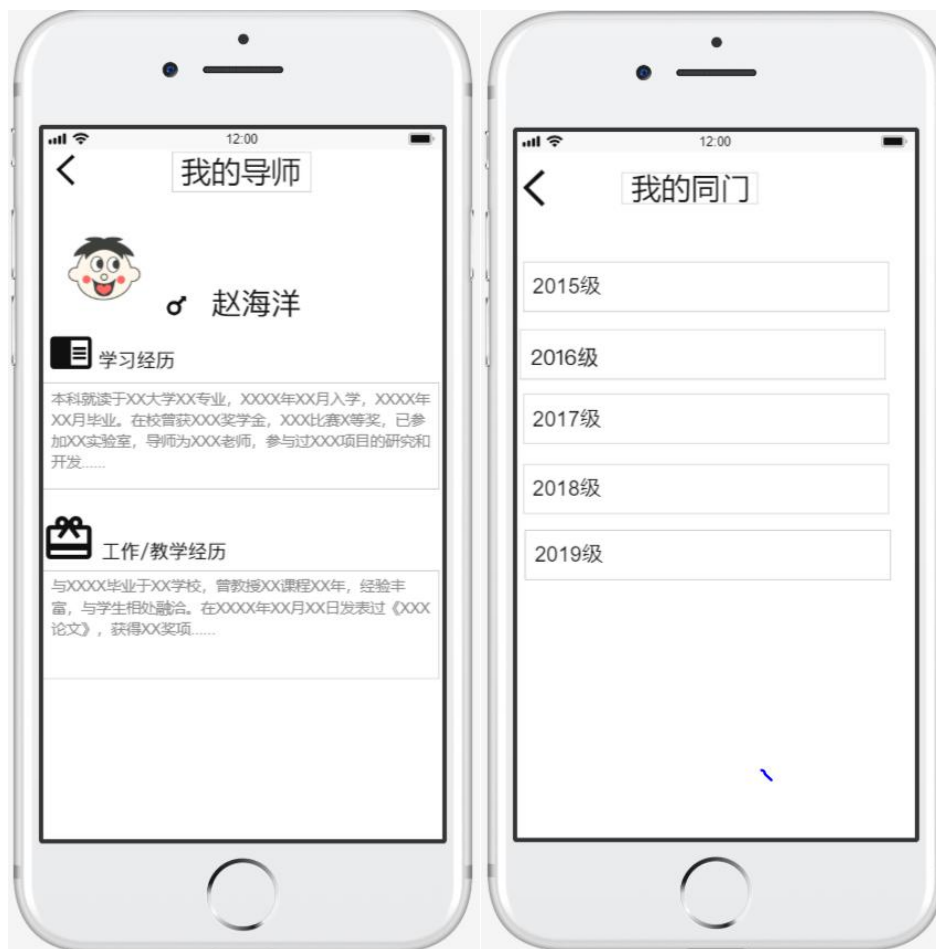 12:00
我的导师
赵海洋
学习经历
本科就读于XX大学XX专业，XXXX年XX月入学，XXXX年
XX月毕业。在校曾获XXX奖学金，XXX比赛X等奖，已参
加XX实验室，导师为XXX老师，参与过XXX项目的研究和
开发......
工作/教学经历
与XXXX毕业于XX学校，曾教授XX课程XX年，经验丰
富，与学生相处融洽。在XXXX年XX月XX日发表过《XXX
论文》，获得XX奖项......
12:00
我的同门
2015级
2016级
2017级
2018级
2019级